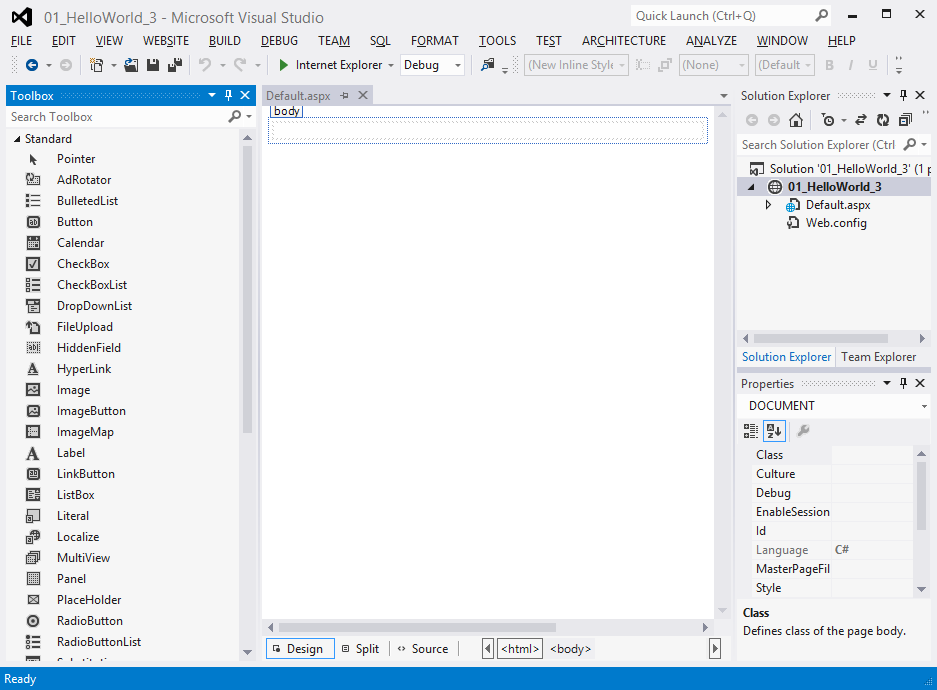 01_HelloWorld_3 - Microsoft Visual Studio
Quick Launch (Ctrl+Q)
FILE EDIT VIEW WEBSITE BUILD DEBUG TEAM SQL FORMAT TOOLS TEST ARCHITECTURE ANALYZE WINDOW HELP
Internet Explorer Debug (New Inline Style (None) (Default B I U
Toolbox
Search Toolbox
Standard
Pointer
AdRotator
BulletedList
Button
Calendar
CheckBox
CheckBoxList
DropDownList
FileUpload
HiddenField
HyperLink
Image
ImageButton
ImageMap
Label
LinkButton
ListBox
Literal
Localize
MultiView
Panel
PlaceHolder
RadioButton
RadioButtonList
Default.aspx
body
Design Split Source <html> <body>
Solution Explorer
Search Solution Explorer (Ctrl
Solution '01_HelloWorld_3' (1 p
01_HelloWorld_3
Default.aspx
Web.config
Solution Explorer Team Explorer
Properties
DOCUMENT
Class
Culture
Debug
EnableSession
Id
Language C#
MasterPageFil
Style
Class
Defines class of the page body.
Ready